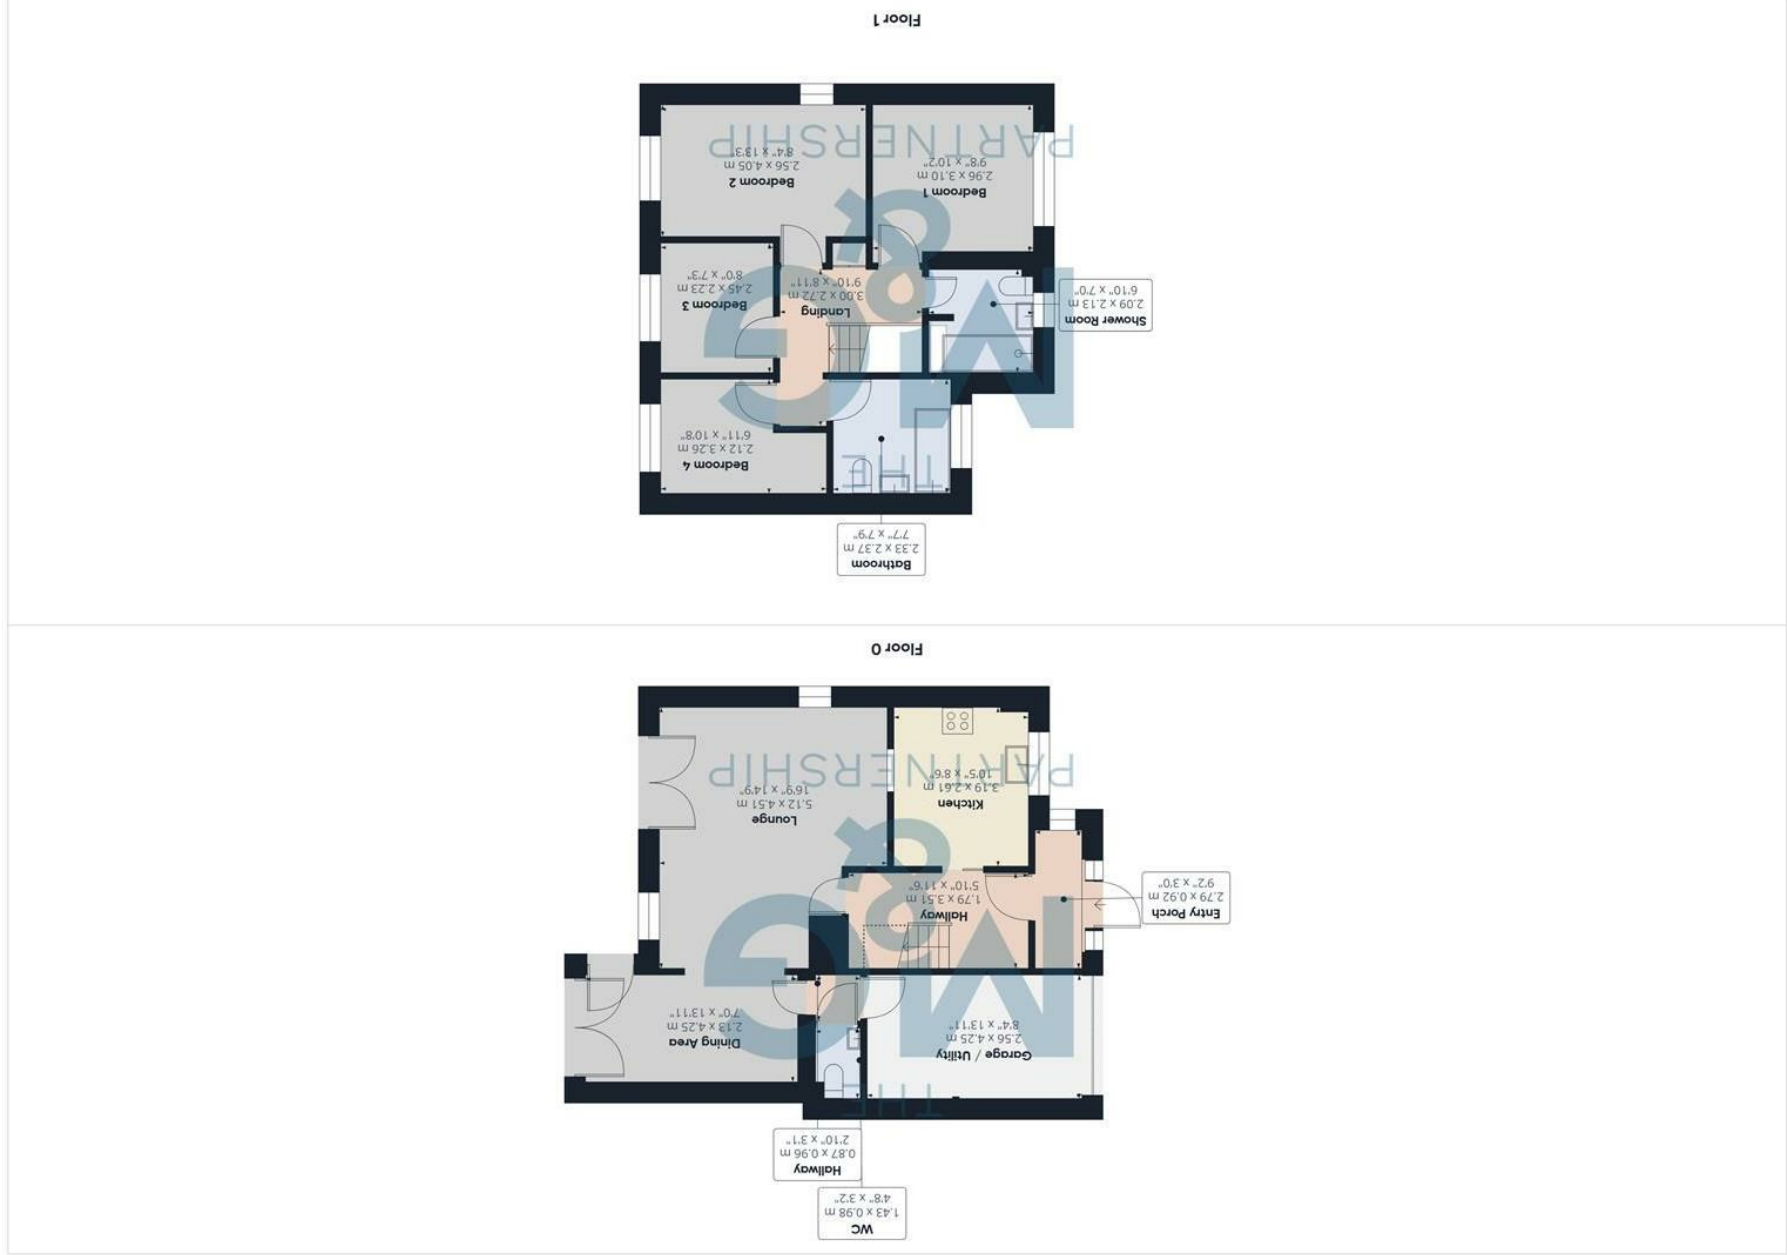 WC
1.43 x 0.98 m
4'8" x 3'2"
Hallway
0.87 x 0.96 m
2'10" x 3'1"
THE
M&G
PARTNERSHIP
Garage / Utility
2.56 x 4.25 m
8'4" x 13'11"
Dining Area
2.13 x 4.25 m
7'0" x 13'11"
Entry Porch
2.79 x 0.92 m
9'2" x 3'0"
Hallway
1.79 x 3.51 m
5'10" x 11'6"
Kitchen
3.19 x 2.61 m
10'5" x 8'6"
Lounge
5.12 x 4.51 m
16'9" x 14'9"
Floor 0
Bathroom
2.33 x 2.37 m
7'7" x 7'9"
THE
M&G
PARTNERSHIP
Bedroom 4
2.12 x 3.26 m
6'11" x 10'8"
Shower Room
2.09 x 2.13 m
6'10" x 7'0"
Landing
3.00 x 2.72 m
9'10" x 8'11"
Bedroom 3
2.45 x 2.23 m
8'0" x 7'3"
Bedroom 1
2.96 x 3.10 m
9'8" x 10'2"
Bedroom 2
2.56 x 4.05 m
8'4" x 13'3"
Floor 1